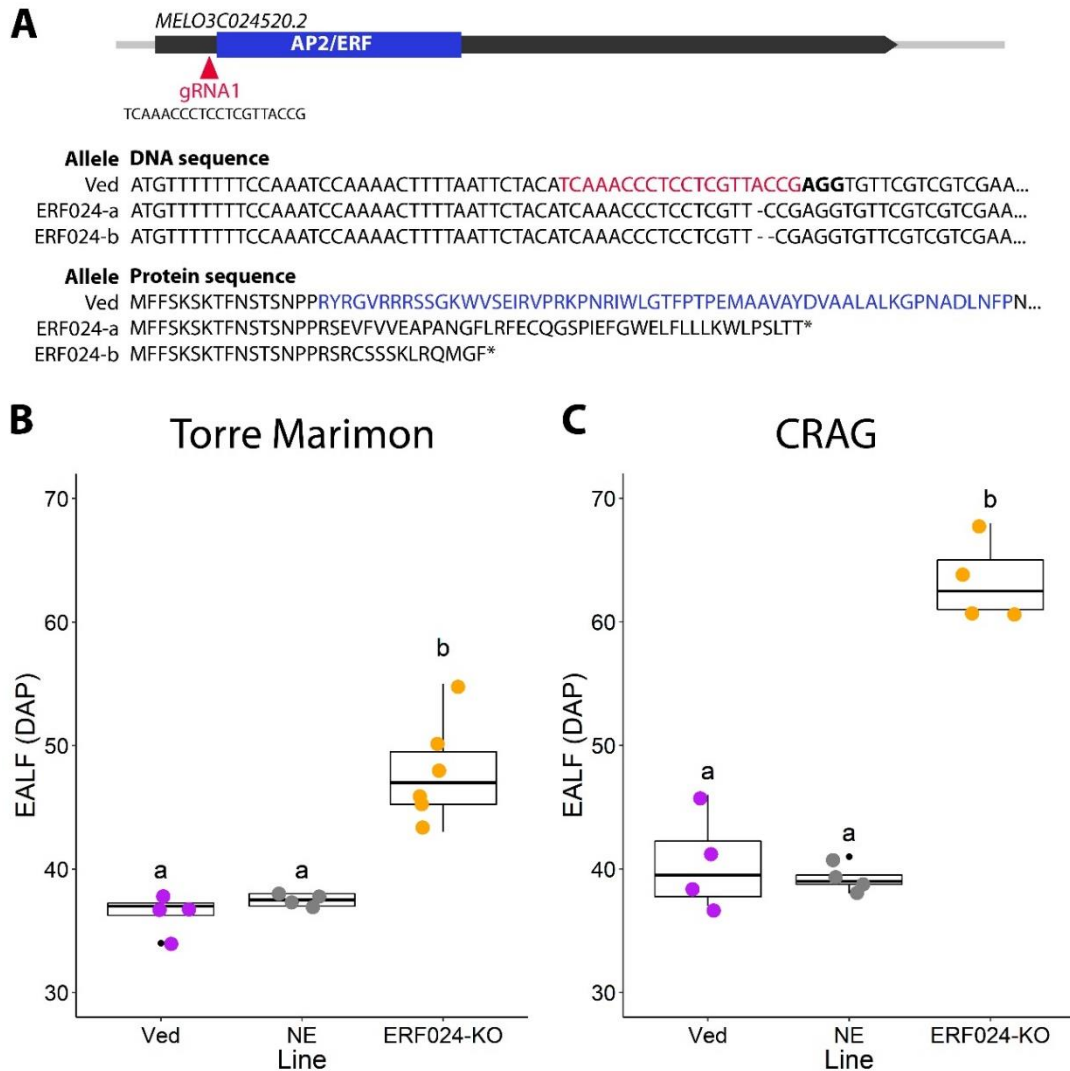 A
MELO3C024520.2
AP2/ERF
gRNA1
TCAAACCCTCCTCGTTACCG
Allele DNA sequence
Ved ATGTTTTTTTCCAAATCCAAAACTTTTAATTCTACATCAAACCCTCCTCGTTACCGAGGTGTTCGTCGTCGAA...
ERF024-a ATGTTTTTTTCCAAATCCAAAACTTTTAATTCTACATCAAACCCTCCTCGTT -CCGAGGTGTTCGTCGTCGAA...
ERF024-b ATGTTTTTTTCCAAATCCAAAACTTTTAATTCTACATCAAACCCTCCTCGTT - -CGAGGTGTTCGTCGTCGAA...
Allele Protein sequence
Ved MFFSKSKTFNSTSNPPRYRGVRRRSSGKWVSEIRVPRKPNRIWLGTFPTPEMAAVAYDVAALALKGPNADLNFPN...
ERF024-a MFFSKSKTFNSTSNPPRSEVFVVEAPANGFLRFECQGSPIEFGWELFLLLKWLPSLTT*
ERF024-b MFFSKSKTFNSTSNPPRSRCSSSKLRQMGF*
B
Torre Marimon
EALF (DAP)
70
60
50
40
30
a
a
b
Ved
NE
ERF024-KO
Line
C
CRAG
EALF (DAP)
70
60
50
40
30
a
a
b
Ved
NE
ERF024-KO
Line